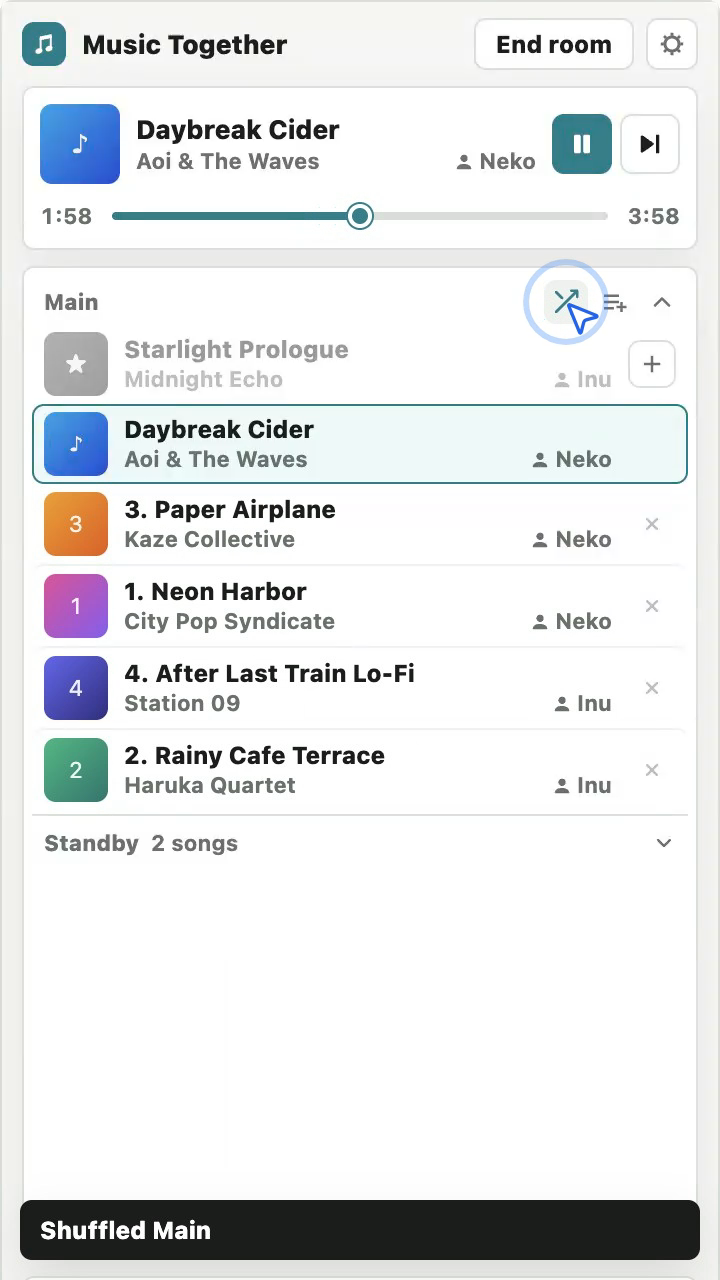 Music Together
End room
Daybreak Cider
Aoi & The Waves
Neko
1:58
3:58
Main
Starlight Prologue
Midnight Echo
Inu
Daybreak Cider
Aoi & The Waves
Neko
3
3. Paper Airplane
Kaze Collective
Neko
1
1. Neon Harbor
City Pop Syndicate
Neko
4
4. After Last Train Lo-Fi
Station 09
Inu
2
2. Rainy Cafe Terrace
Haruka Quartet
Inu
Standby 2 songs
Shuffled Main